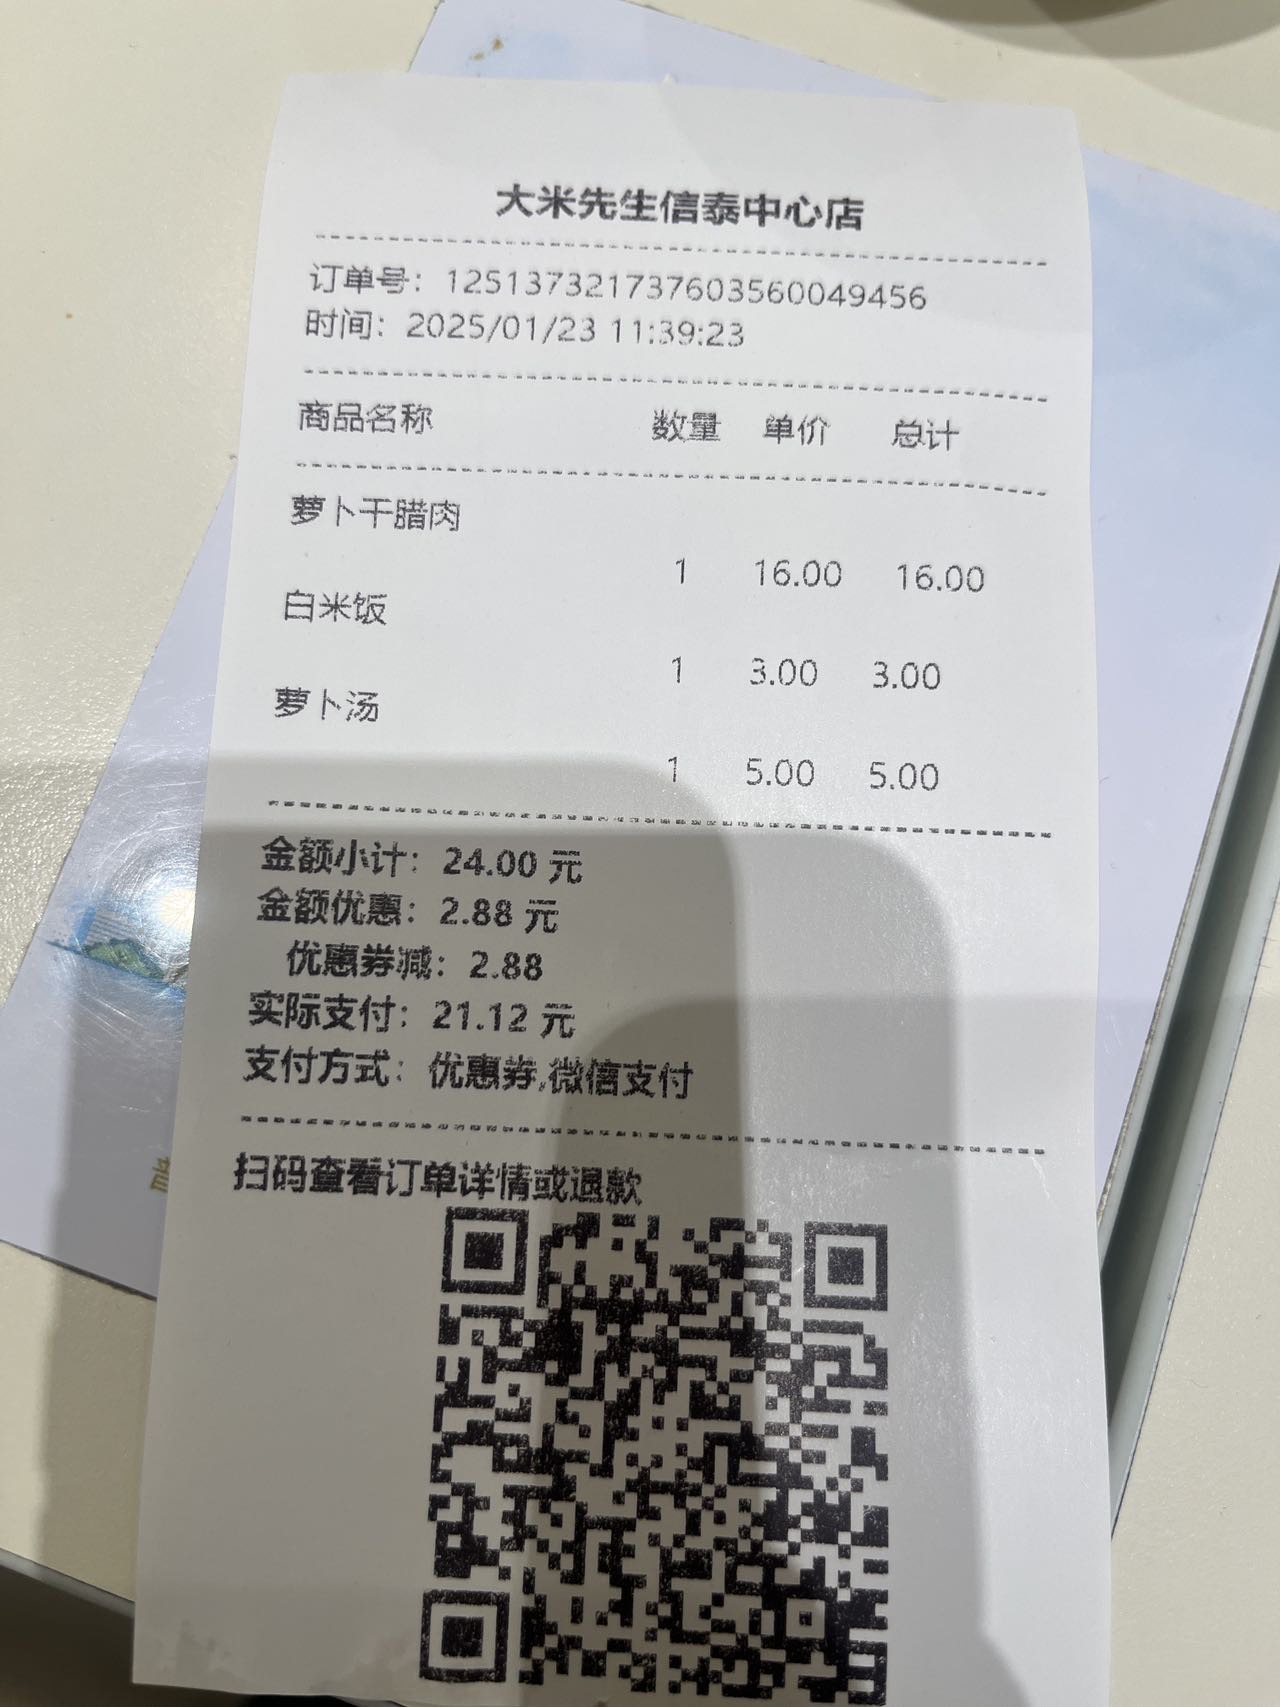 大米先生信泰中心店
订单号：125137321737603560049456
时间：2025/01/23 11:39:23
商品名称 数量 单价 总计
萝卜干腊肉
1 16.00 16.00
白米饭
1 3.00 3.00
萝卜汤
1 5.00 5.00
金额小计：24.00 元
金额优惠：2.88 元
优惠券减：2.88
实际支付：21.12 元
支付方式：优惠券,微信支付
扫码查看订单详情或退款